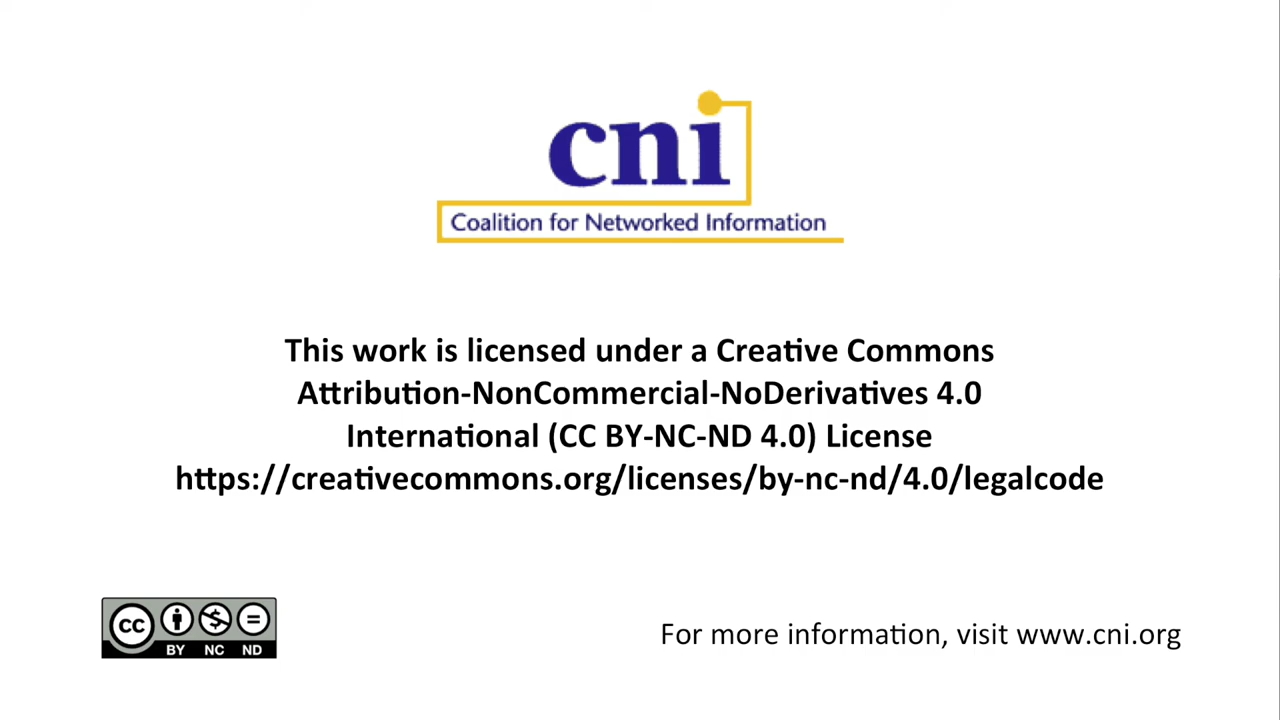 cni
Coalition for Networked Information
This work is licensed under a Creative Commons
Attribution-NonCommercial-NoDerivatives 4.0
International (CC BY-NC-ND 4.0) License
https://creativecommons.org/licenses/by-nc-nd/4.0/legalcode
CC
BY NC ND
For more information, visit www.cni.org